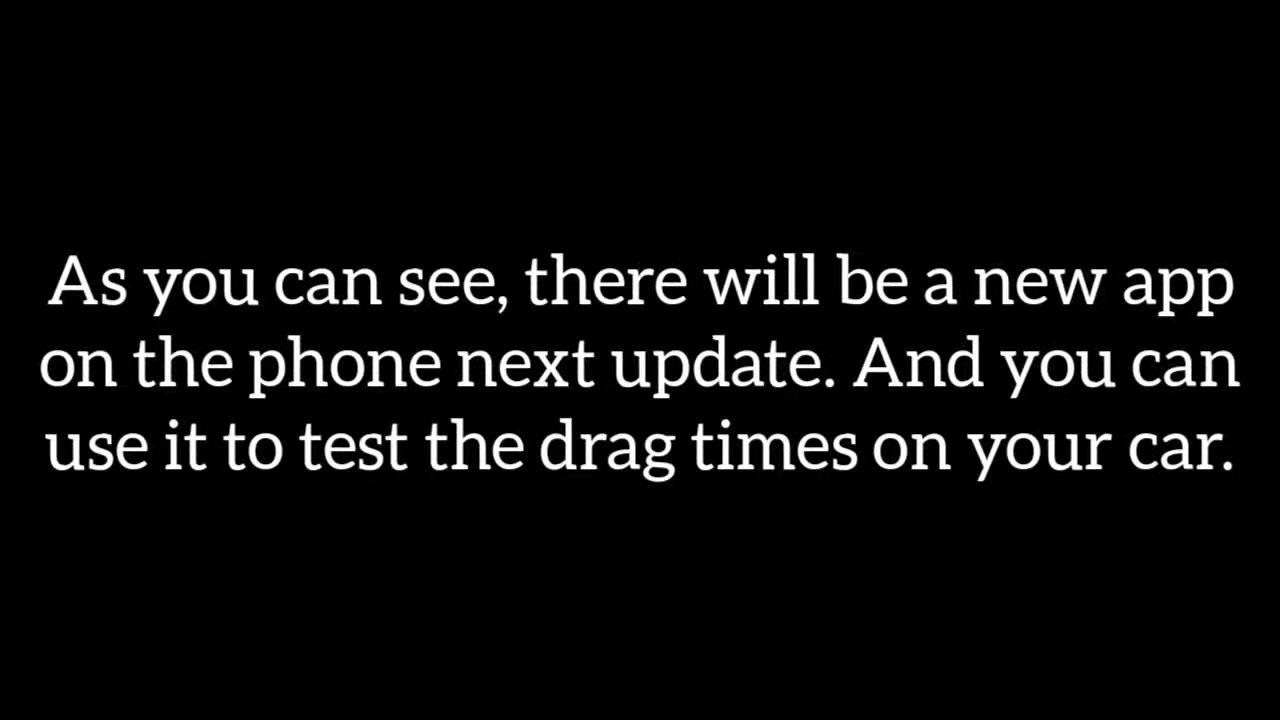 As you can see, there will be a new app
on the phone next update. And you can
use it to test the drag times on your car.